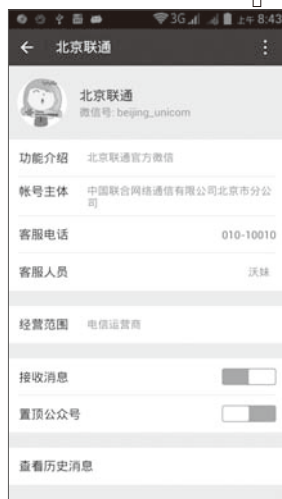 3G 上午 8:43
北京联通
北京联通
微信号: beijing_unicom
功能介绍 北京联通官方微信
帐号主体 中国联合网络通信有限公司北京市分公
司
客服电话 010-10010
客服人员 沃妹
经营范围 电信运营商
接收消息
置顶公众号
查看历史消息